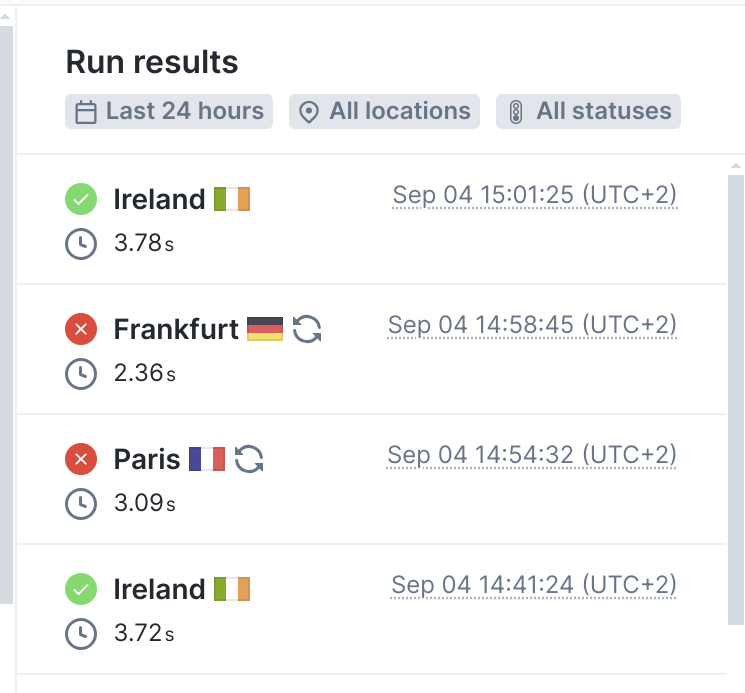 Run results
Last 24 hours All locations All statuses
Ireland Sep 04 15:01:25 (UTC+2)
3.78s
Frankfurt Sep 04 14:58:45 (UTC+2)
2.36s
Paris Sep 04 14:54:32 (UTC+2)
3.09s
Ireland Sep 04 14:41:24 (UTC+2)
3.72s